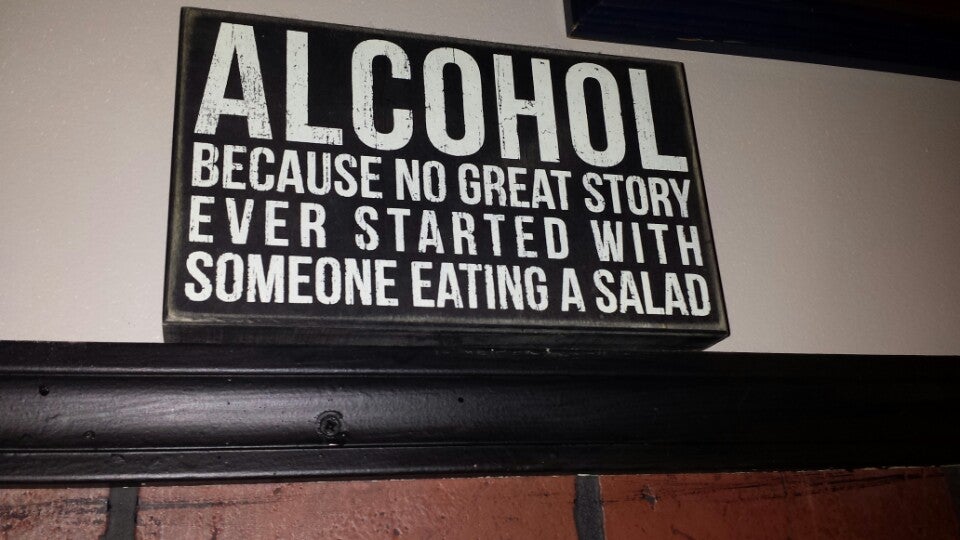 ALCOHOL
BECAUSE NO GREAT STORY
EVER STARTED WITH
SOMEONE EATING A SALAD